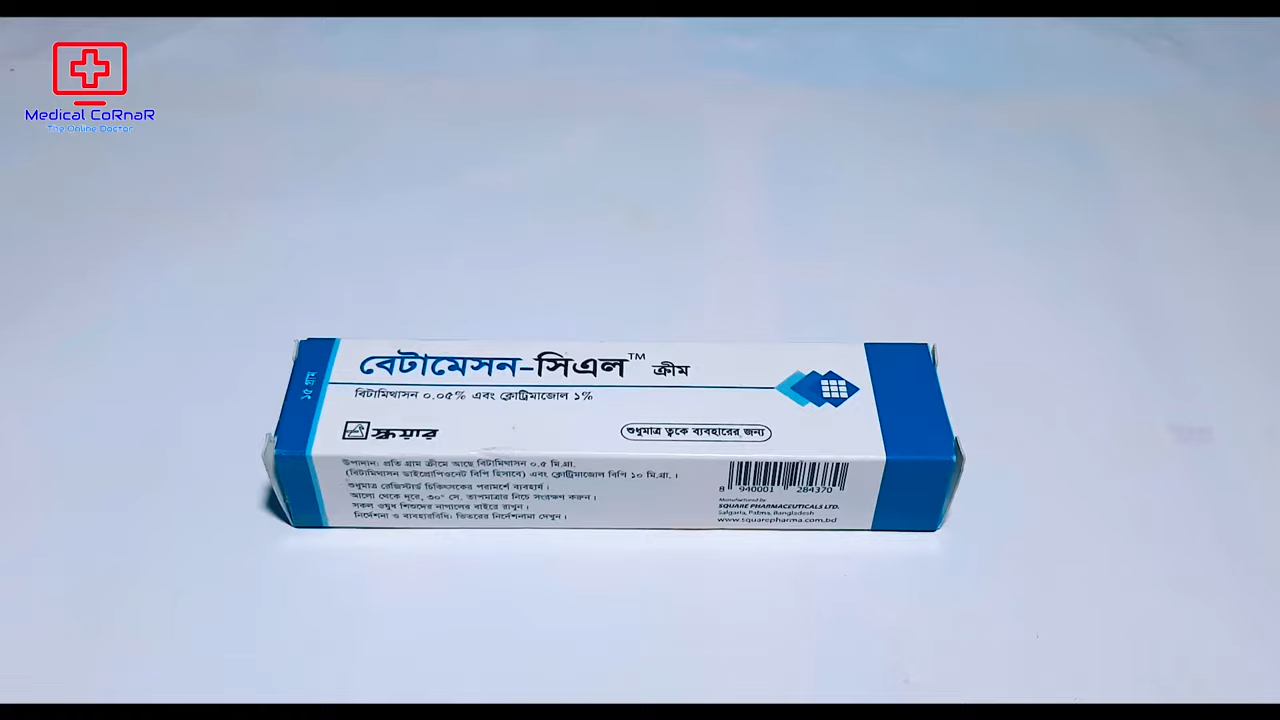 Medical CoRnaR
The Online Doctor
১৫ গ্রাম
বেটামেসন-সিএল™ ক্রীম
বিটামিথাসন ০.০৫% এবং ক্লোট্রিমাজোল ১%
স্কয়ার
শুধুমাত্র ত্বকে ব্যবহারের জন্য
উপাদান: প্রতি গ্রাম ক্রীমে আছে বিটামিথাসন ০.৫ মি.গ্রা.
(বিটামিথাসন ডাইপ্রোপিওনেট বিপি হিসাবে) এবং ক্লোট্রিমাজোল বিপি ১০ মি.গ্রা.।
শুধুমাত্র রেজিস্টার্ড চিকিৎসকের পরামর্শে ব্যবহার্য।
আলো থেকে দূরে, ৩০° সে. তাপমাত্রার নিচে সংরক্ষণ করুন।
সকল ওষুধ শিশুদের নাগালের বাইরে রাখুন।
নির্দেশনা ও ব্যবহারবিধি: ভিতরের নির্দেশনামা দেখুন।
8 940001 284370
Manufactured by
SQUARE PHARMACEUTICALS LTD.
Salgaria, Pabna, Bangladesh
www.squarepharma.com.bd